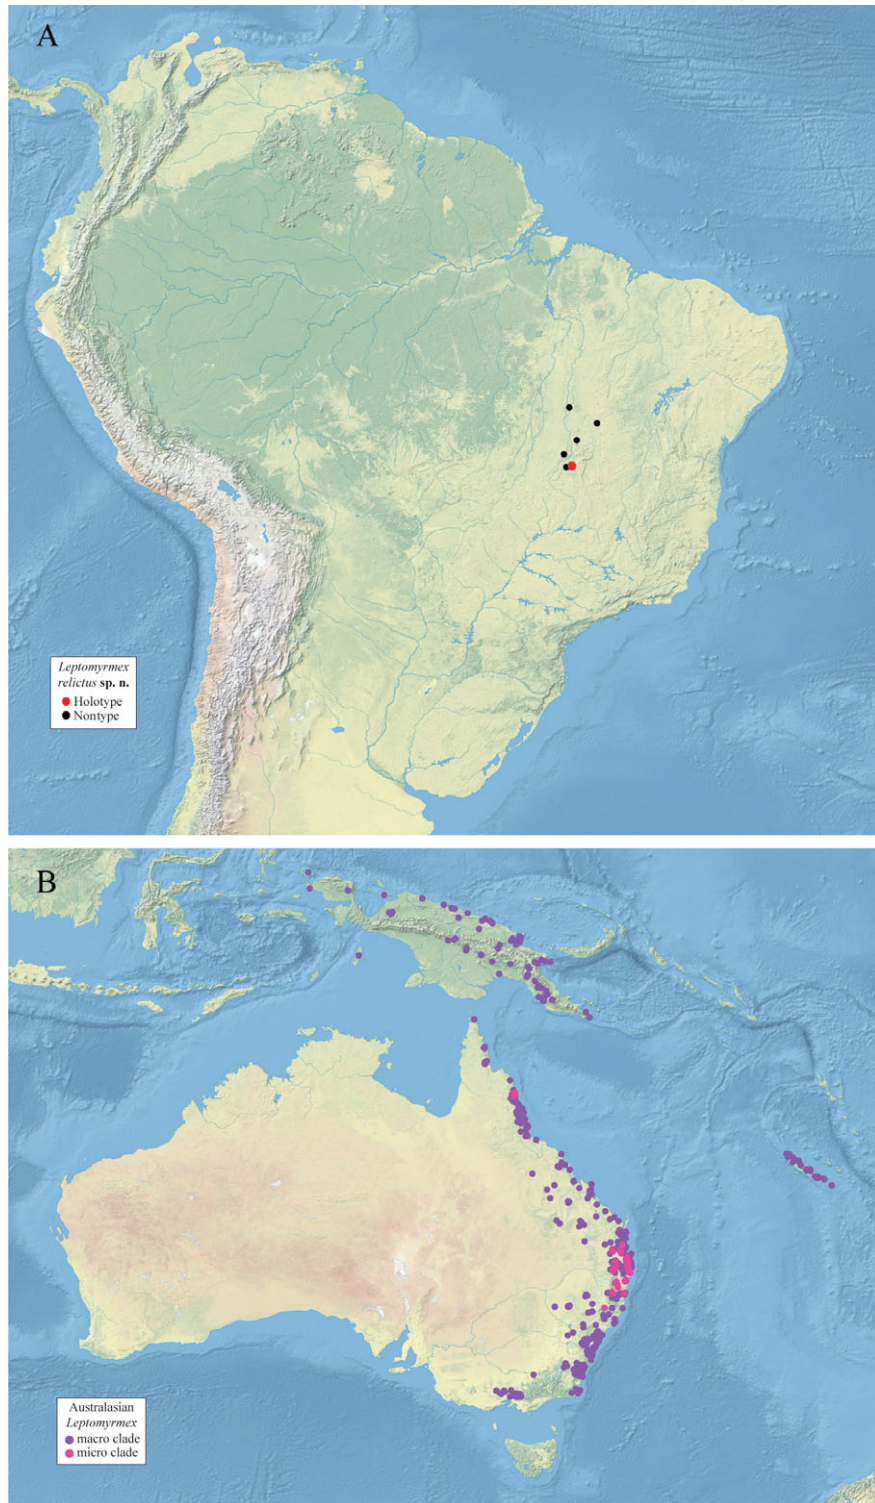 A
Leptomyrmex
relictus sp. n.
Holotype
Nontype
B
Australasian
Leptomyrmex
macro clade
micro clade